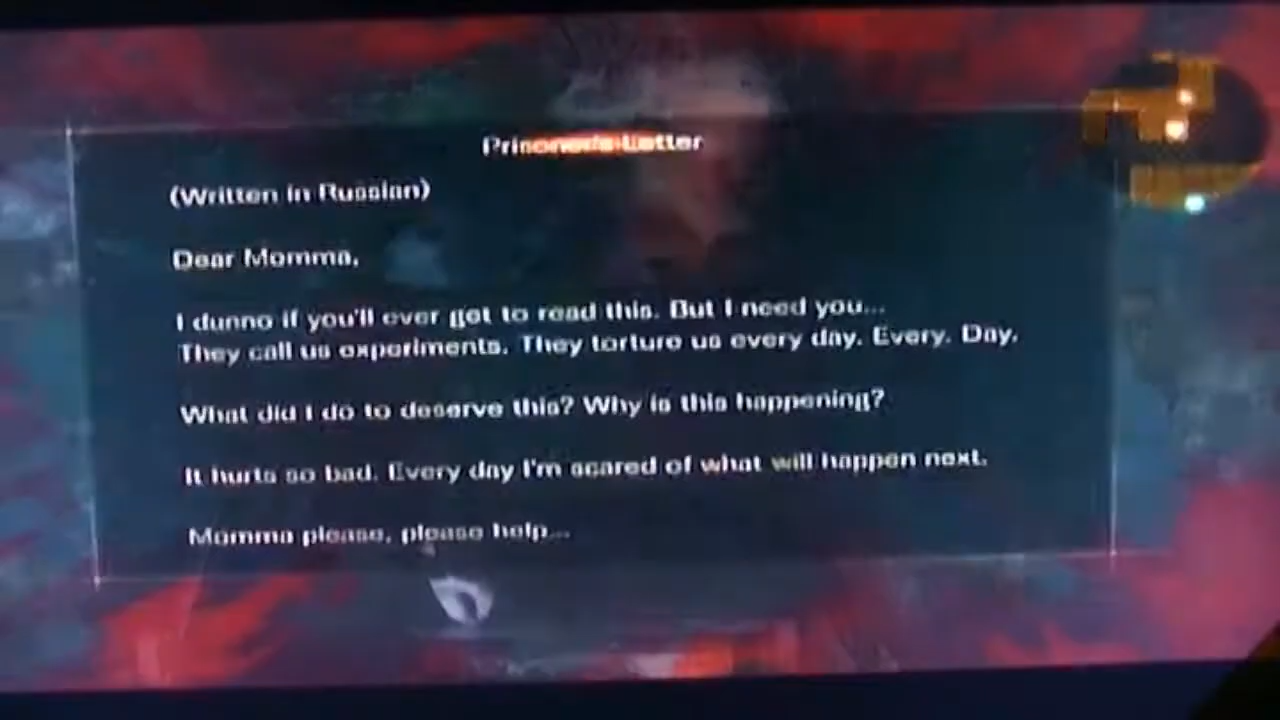 Prisoner's Letter
(Written in Russian)
Dear Momma,
I dunno if you'll ever get to read this. But I need you...
They call us experiments. They torture us every day. Every. Day.
What did I do to deserve this? Why is this happening?
It hurts so bad. Every day I'm scared of what will happen next.
Momma please, please help...